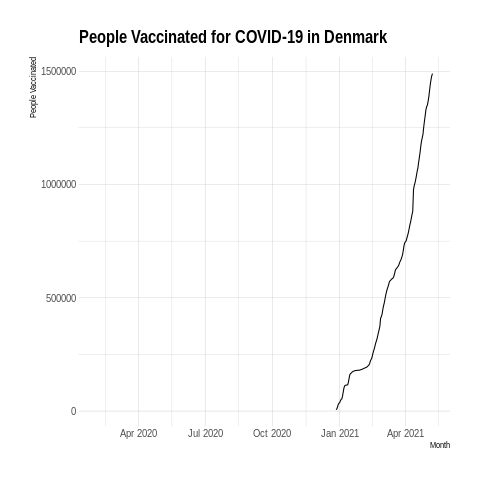 People Vaccinated for COVID-19 in Denmark
People Vaccinated
1500000
1000000
500000
0
Apr 2020 Jul 2020 Oct 2020 Jan 2021 Apr 2021
Month